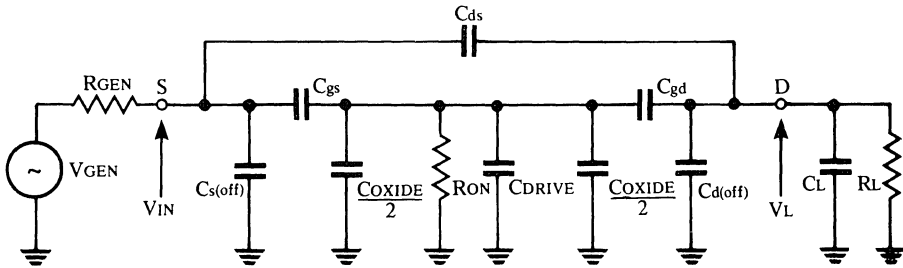 Cds
RGEN
S
Cgs
Cgd
D
~
VGEN
VIN
Cs(off)
COXIDE
2
RON
CDRIVE
COXIDE
2
Cd(off)
VL
CL
RL